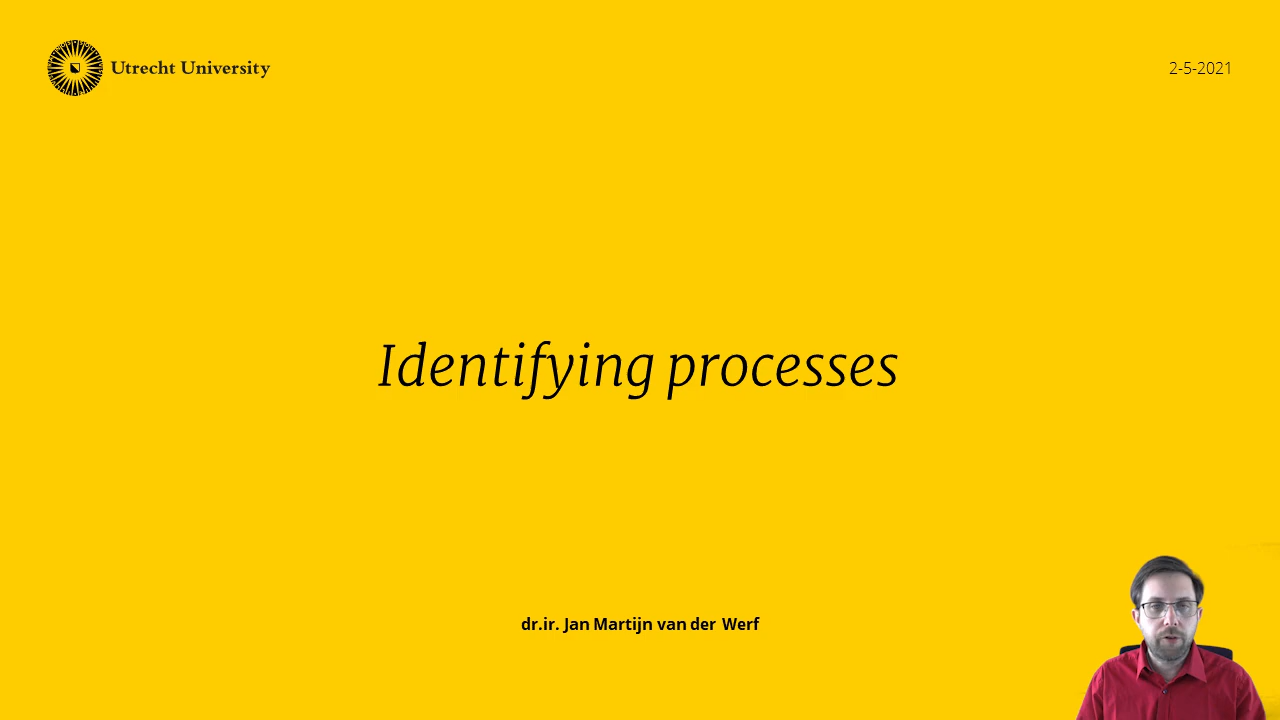 Utrecht University
2-5-2021
Identifying processes
dr.ir. Jan Martijn van der Werf